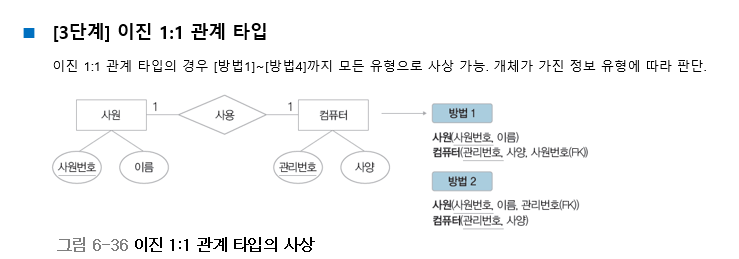 [3단계] 이진 1:1 관계 타입
이진 1:1 관계 타입의 경우 [방법1]~[방법4]까지 모든 유형으로 사상 가능. 개체가 가진 정보 유형에 따라 판단.
사원 1 사용 1 컴퓨터
사원번호 이름 관리번호 사양
방법 1
사원(사원번호, 이름)
컴퓨터(관리번호, 사양, 사원번호(FK))
방법 2
사원(사원번호, 이름, 관리번호(FK))
컴퓨터(관리번호, 사양)
그림 6-36 이진 1:1 관계 타입의 사상